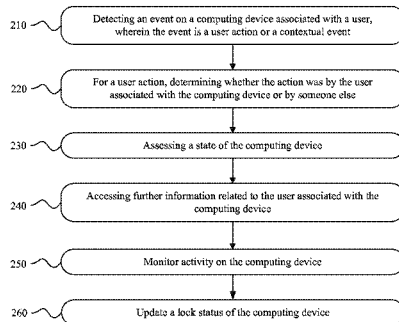 210
Detecting an event on a computing device associated with a user,
wherein the event is a user action or a contextual event
220
For a user action, determining whether the action was by the user
associated with the computing device or by someone else
230
Assessing a state of the computing device
240
Accessing further information related to the user associated with the
computing device
250
Monitor activity on the computing device
260
Update a lock status of the computing device